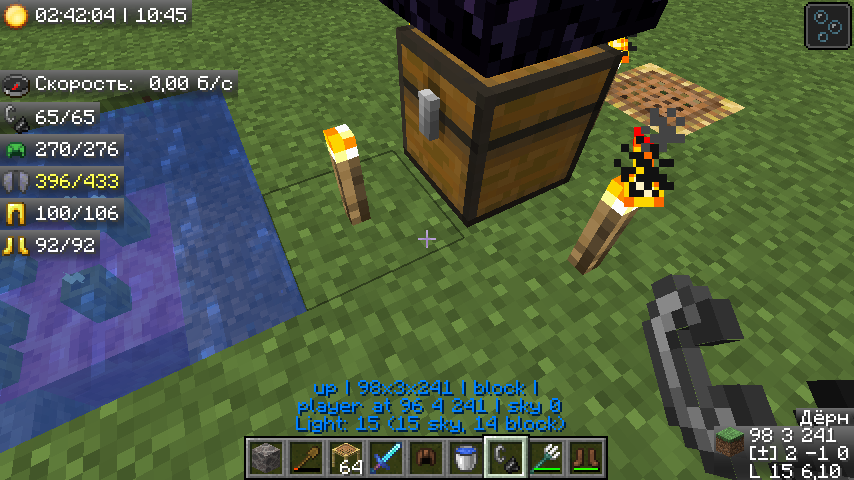 02:42:04 | 10:45
Скорость: 0,00 б/с
65/65
270/276
396/433
100/106
92/92
up | 98x3x241 | block |
player: at 96 4 241 | sky 0
Light: 15 (15 sky, 14 block)
64
Дёрн
98 3 241
[±] 2 -1 0
L 15 6,10